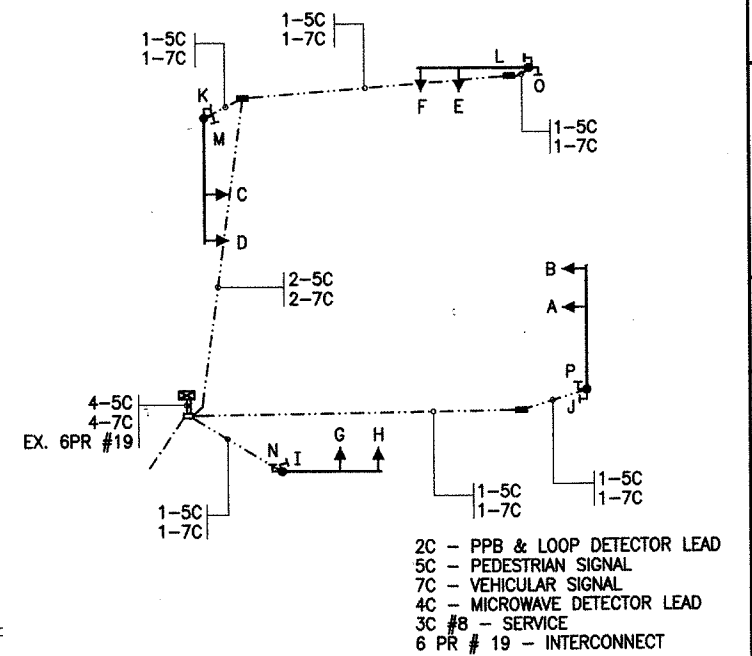 1-5C
1-7C
1-5C
1-7C
L
O
F
E
1-5C
1-7C
K
M
C
D
2-5C
2-7C
B
A
P
J
4-5C
4-7C
EX. 6PR #19
N
I
G
H
1-5C
1-7C
1-5C
1-7C
1-5C
1-7C
2C - PPB & LOOP DETECTOR LEAD
5C - PEDESTRIAN SIGNAL
7C - VEHICULAR SIGNAL
4C - MICROWAVE DETECTOR LEAD
3C #8 - SERVICE
6 PR # 19 - INTERCONNECT